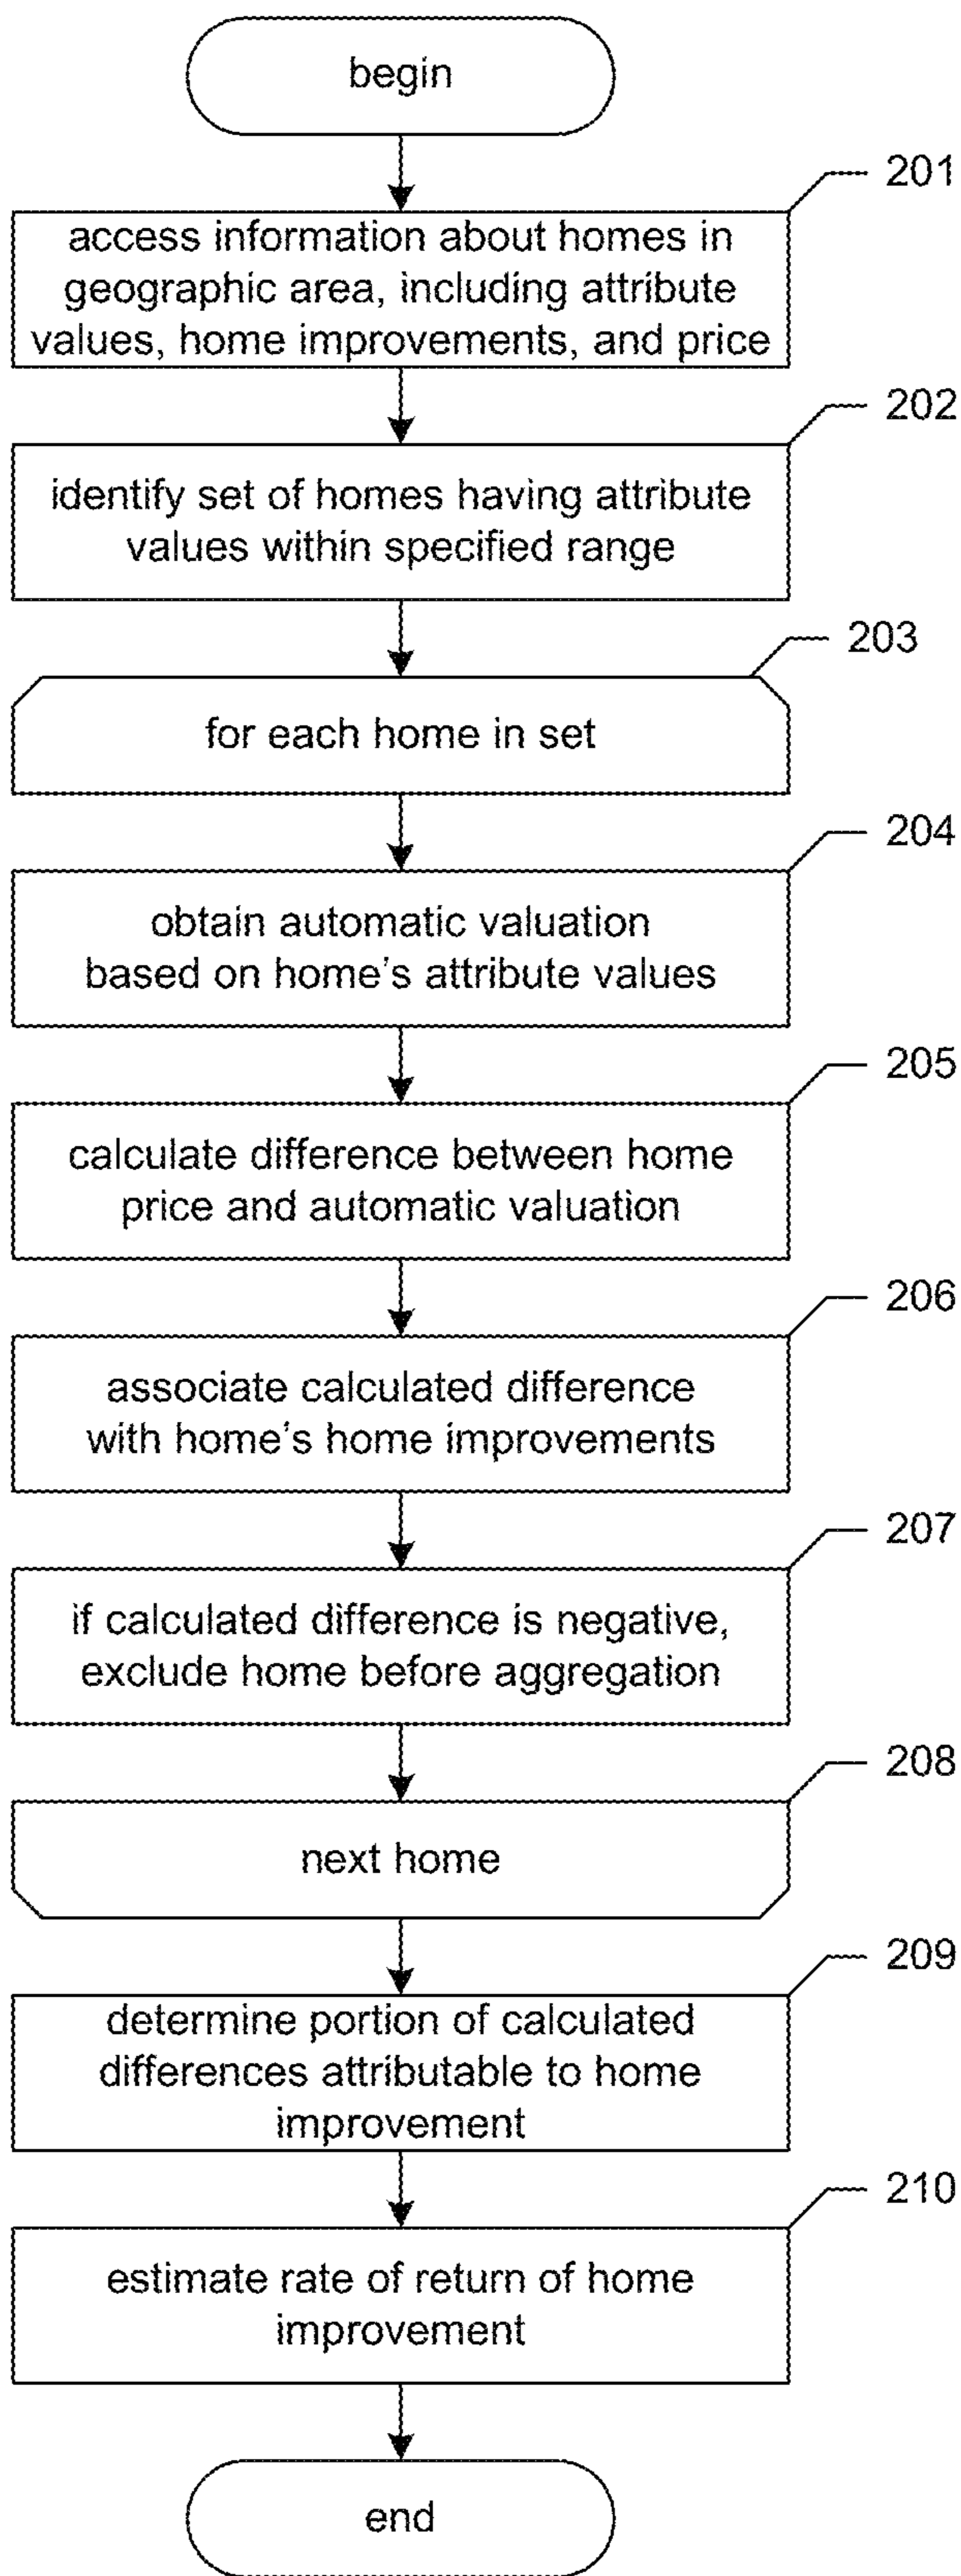 begin
201
access information about homes in
geographic area, including attribute
values, home improvements, and price
202
identify set of homes having attribute
values within specified range
203
for each home in set
204
obtain automatic valuation
based on home's attribute values
205
calculate difference between home
price and automatic valuation
206
associate calculated difference
with home's home improvements
207
if calculated difference is negative,
exclude home before aggregation
208
next home
209
determine portion of calculated
differences attributable to home
improvement
210
estimate rate of return of home
improvement
end